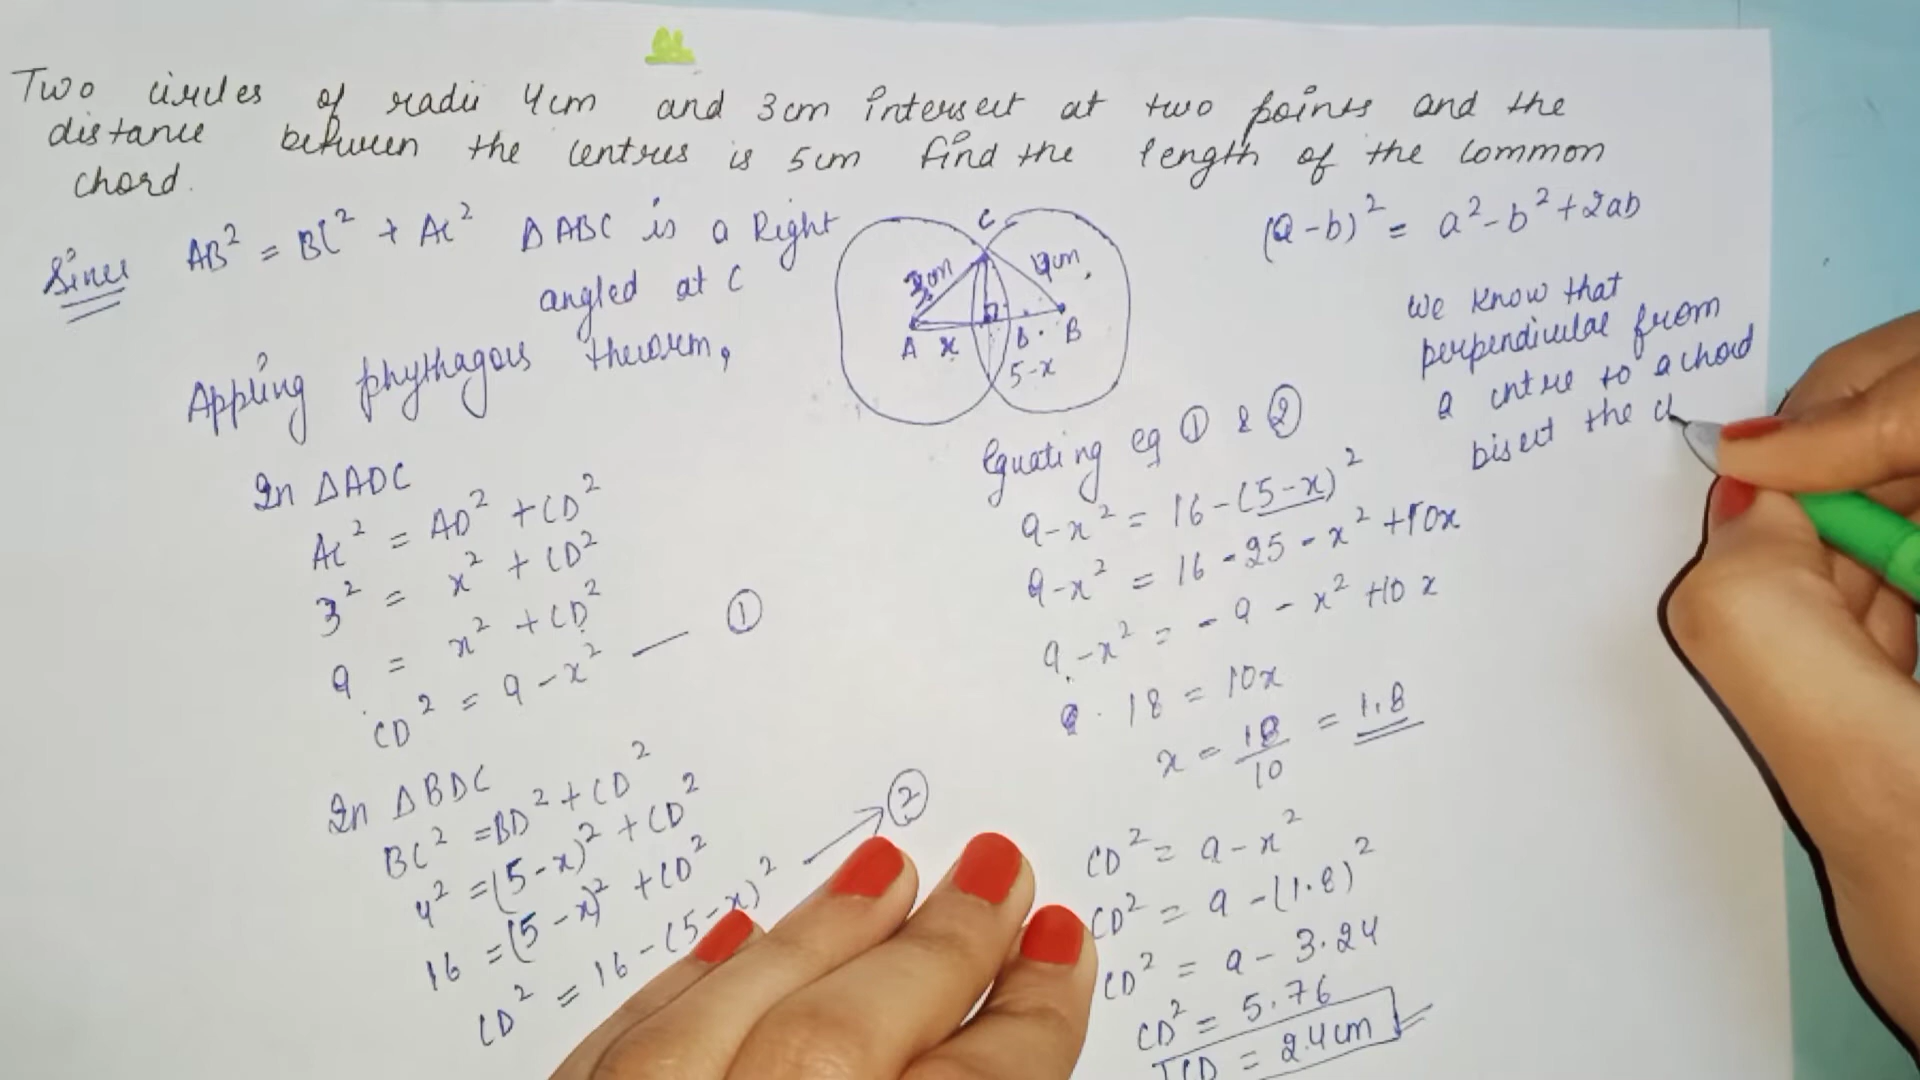 Two circles of radii 4cm and 3cm intersect at two points and the
distance between the centres is 5cm find the length of the common
chord.
Since AB² = BC² + AC² ΔABC is a Right
angled at C
Appling phythagous theorem,
In ΔADC
AC² = AD² + CD²
3² = x² + CD²
9 = x² + CD²
CD² = 9 - x² — ①
In ΔBDC
BC² = BD² + CD²
4² = (5-x)² + CD²
16 = (5-x)² + CD²
CD² = 16 - (5-x)² → ②
C
A x B
5-x
(a-b)² = a² - b² + 2ab
we know that
perpendicular from
a cntre to a chord
bisect the
Equating eq ① & ②
9-x² = 16-(5-x)²
9-x² = 16-25-x²+10x
9-x² = -9-x²+10x
18 = 10x
x = 18/10 = 1.8
CD² = 9-x²
CD² = 9-(1.8)²
CD² = 9-3.24
CD² = 5.76
CD = 2.4cm